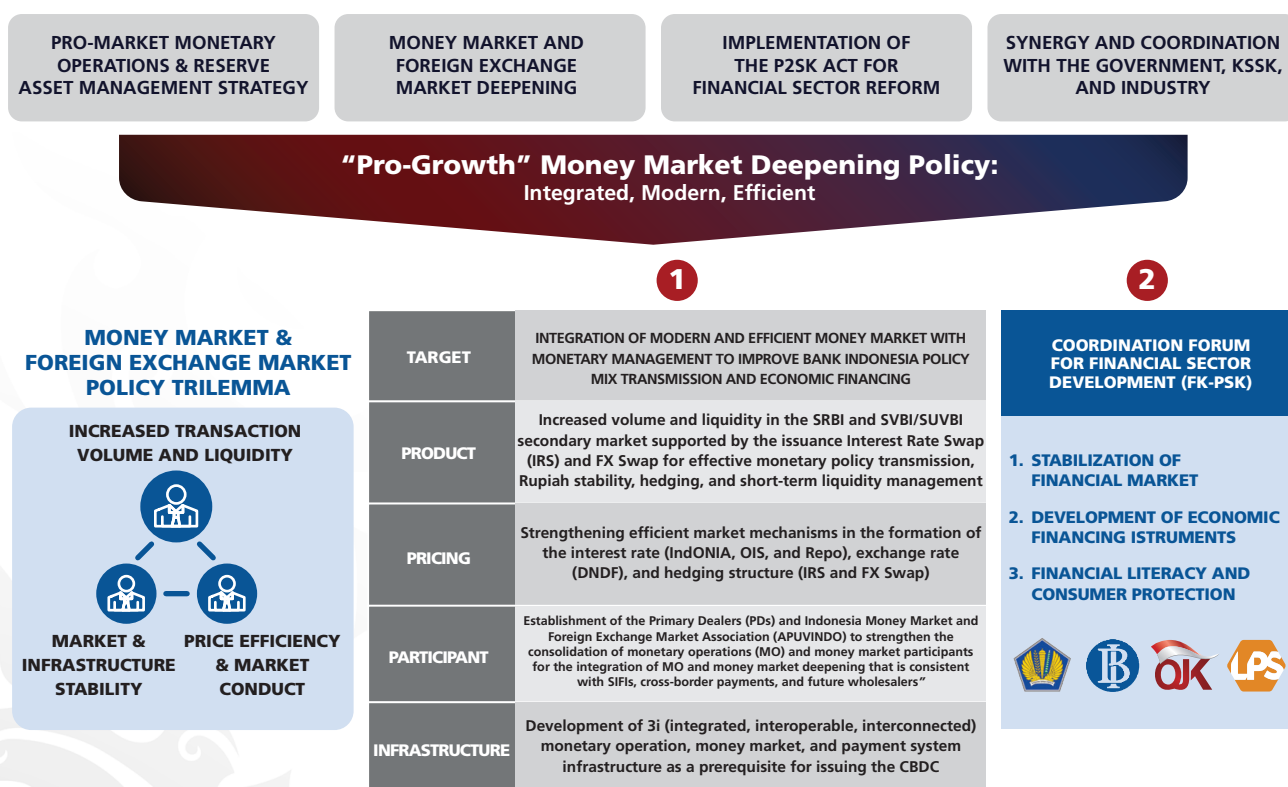 PRO-MARKET MONETARY
OPERATIONS & RESERVE
ASSET MANAGEMENT STRATEGY
MONEY MARKET AND
FOREIGN EXCHANGE
MARKET DEEPENING
IMPLEMENTATION OF
THE P2SK ACT FOR
FINANCIAL SECTOR REFORM
SYNERGY AND COORDINATION
WITH THE GOVERNMENT, KSSK,
AND INDUSTRY
“Pro-Growth” Money Market Deepening Policy:
Integrated, Modern, Efficient
MONEY MARKET &
FOREIGN EXCHANGE MARKET
POLICY TRILEMMA
INCREASED TRANSACTION
VOLUME AND LIQUIDITY
MARKET &
INFRASTRUCTURE
STABILITY
PRICE EFFICIENCY
& MARKET
CONDUCT
1
TARGET
INTEGRATION OF MODERN AND EFFICIENT MONEY MARKET WITH
MONETARY MANAGEMENT TO IMPROVE BANK INDONESIA POLICY
MIX TRANSMISSION AND ECONOMIC FINANCING
PRODUCT
Increased volume and liquidity in the SRBI and SVBI/SUVBI
secondary market supported by the issuance Interest Rate Swap
(IRS) and FX Swap for effective monetary policy transmission,
Rupiah stability, hedging, and short-term liquidity management
PRICING
Strengthening efficient market mechanisms in the formation of
the interest rate (IndONIA, OIS, and Repo), exchange rate
(DNDF), and hedging structure (IRS and FX Swap)
PARTICIPANT
Establishment of the Primary Dealers (PDs) and Indonesia Money Market and
Foreign Exchange Market Association (APUVINDO) to strengthen the
consolidation of monetary operations (MO) and money market participants
for the integration of MO and money market deepening that is consistent
with SIFIs, cross-border payments, and future wholesalers”
INFRASTRUCTURE
Development of 3i (integrated, interoperable, interconnected)
monetary operation, money market, and payment system
infrastructure as a prerequisite for issuing the CBDC
2
COORDINATION FORUM
FOR FINANCIAL SECTOR
DEVELOPMENT (FK-PSK)
1. STABILIZATION OF
FINANCIAL MARKET
2. DEVELOPMENT OF ECONOMIC
FINANCING ISTRUMENTS
3. FINANCIAL LITERACY AND
CONSUMER PROTECTION
BI
OJK
LPS